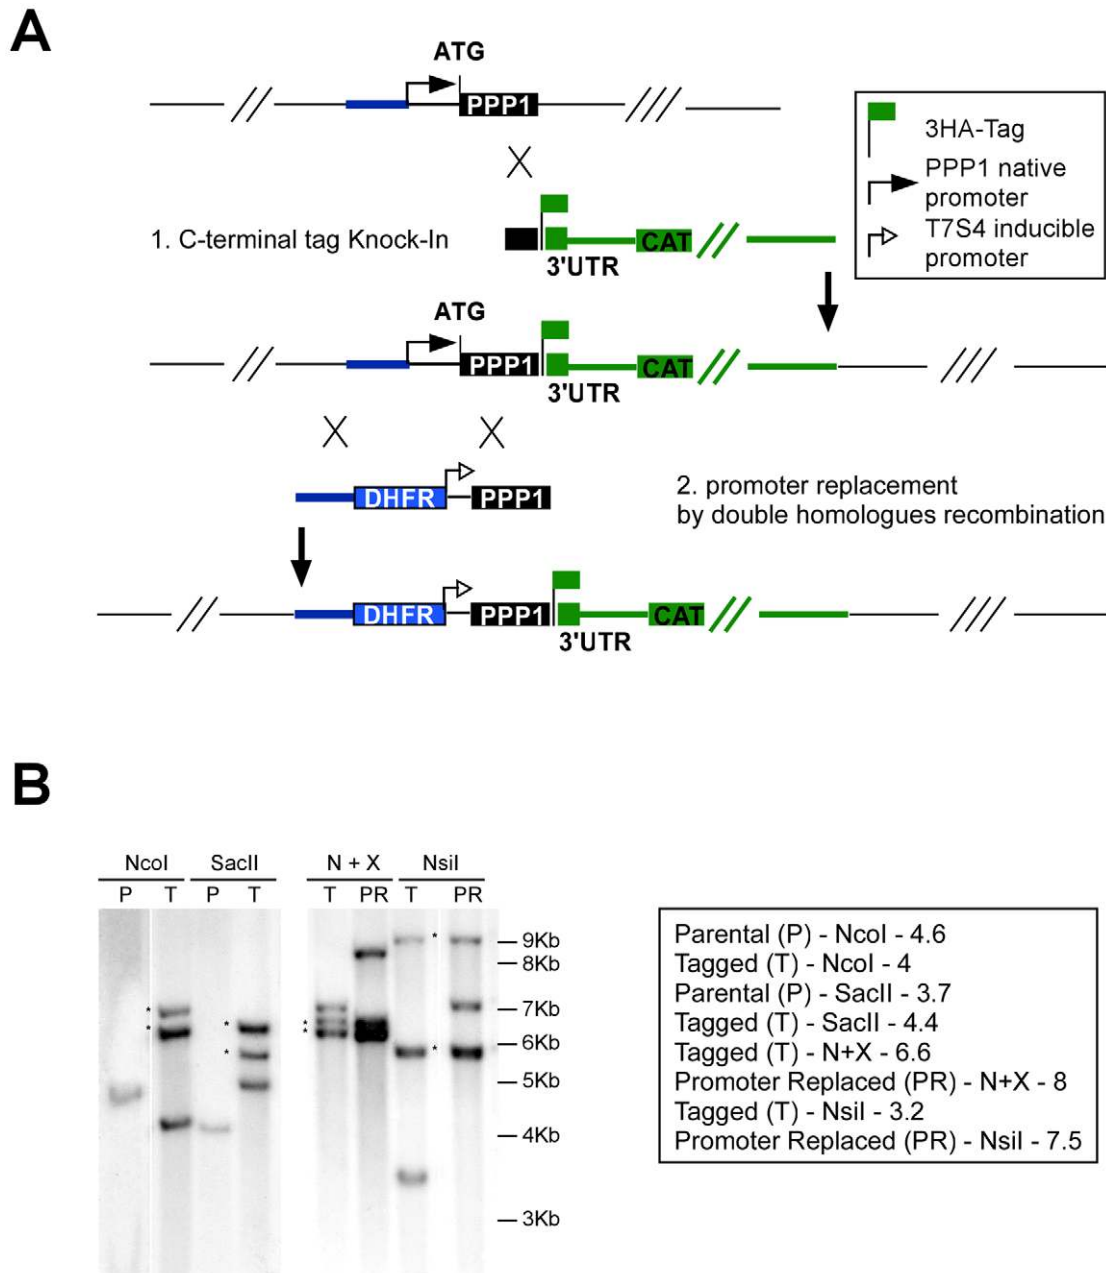 A
ATG
PPP1
3HA-Tag
PPP1 native
promoter
T7S4 inducible
promoter
1. C-terminal tag Knock-In
CAT
3'UTR
ATG
PPP1
CAT
3'UTR
DHFR
PPP1
2. promoter replacement
by double homologues recombination
DHFR
PPP1
CAT
3'UTR
B
NcoI SacII N + X NsiI
P T P T T PR T PR
9Kb
8Kb
7Kb
6Kb
5Kb
4Kb
3Kb
Parental (P) - NcoI - 4.6
Tagged (T) - NcoI - 4
Parental (P) - SacII - 3.7
Tagged (T) - SacII - 4.4
Tagged (T) - N+X - 6.6
Promoter Replaced (PR) - N+X - 8
Tagged (T) - NsiI - 3.2
Promoter Replaced (PR) - NsiI - 7.5